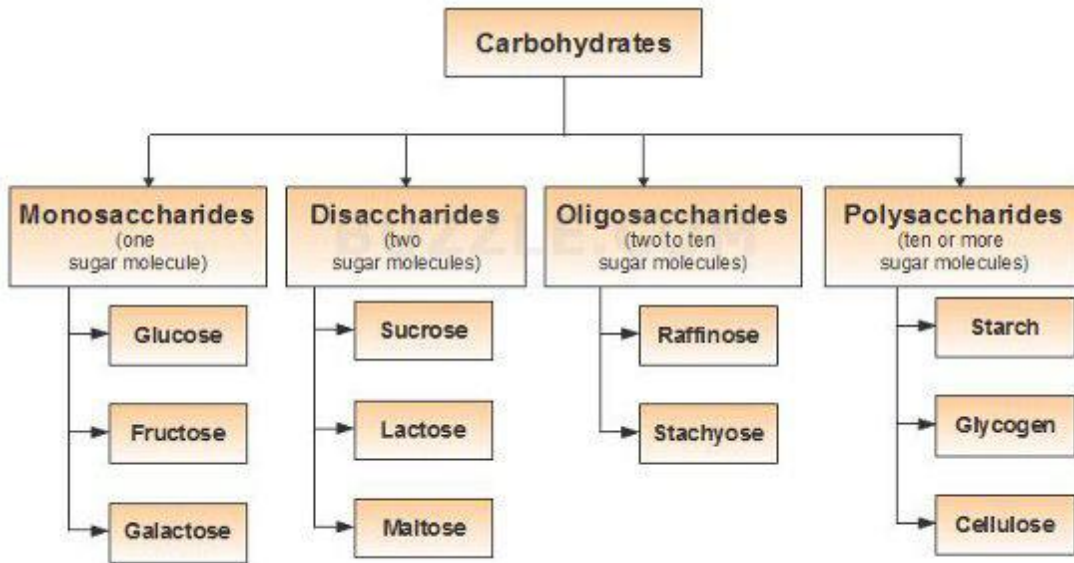 Carbohydrates
Monosaccharides
(one
sugar molecule)
Disaccharides
(two
sugar molecules)
Oligosaccharides
(two to ten
sugar molecules)
Polysaccharides
(ten or more
sugar molecules)
Glucose
Fructose
Galactose
Sucrose
Lactose
Maltose
Raffinose
Stachyose
Starch
Glycogen
Cellulose